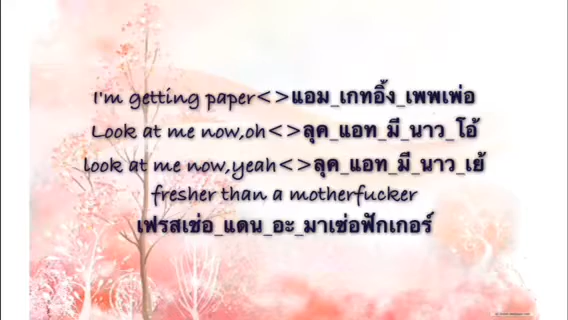 I'm getting paper<>แอม_เกทอิ้ง_เพพเพ่อ
Look at me now,oh<>ลุค_แอท_มี_นาว_โอ้
look at me now,yeah<>ลุค_แอท_มี_นาว_เย้
fresher than a motherfucker
เฟรสเช่อ_แดน_อะ_มาเซ่อฟักเกอร์